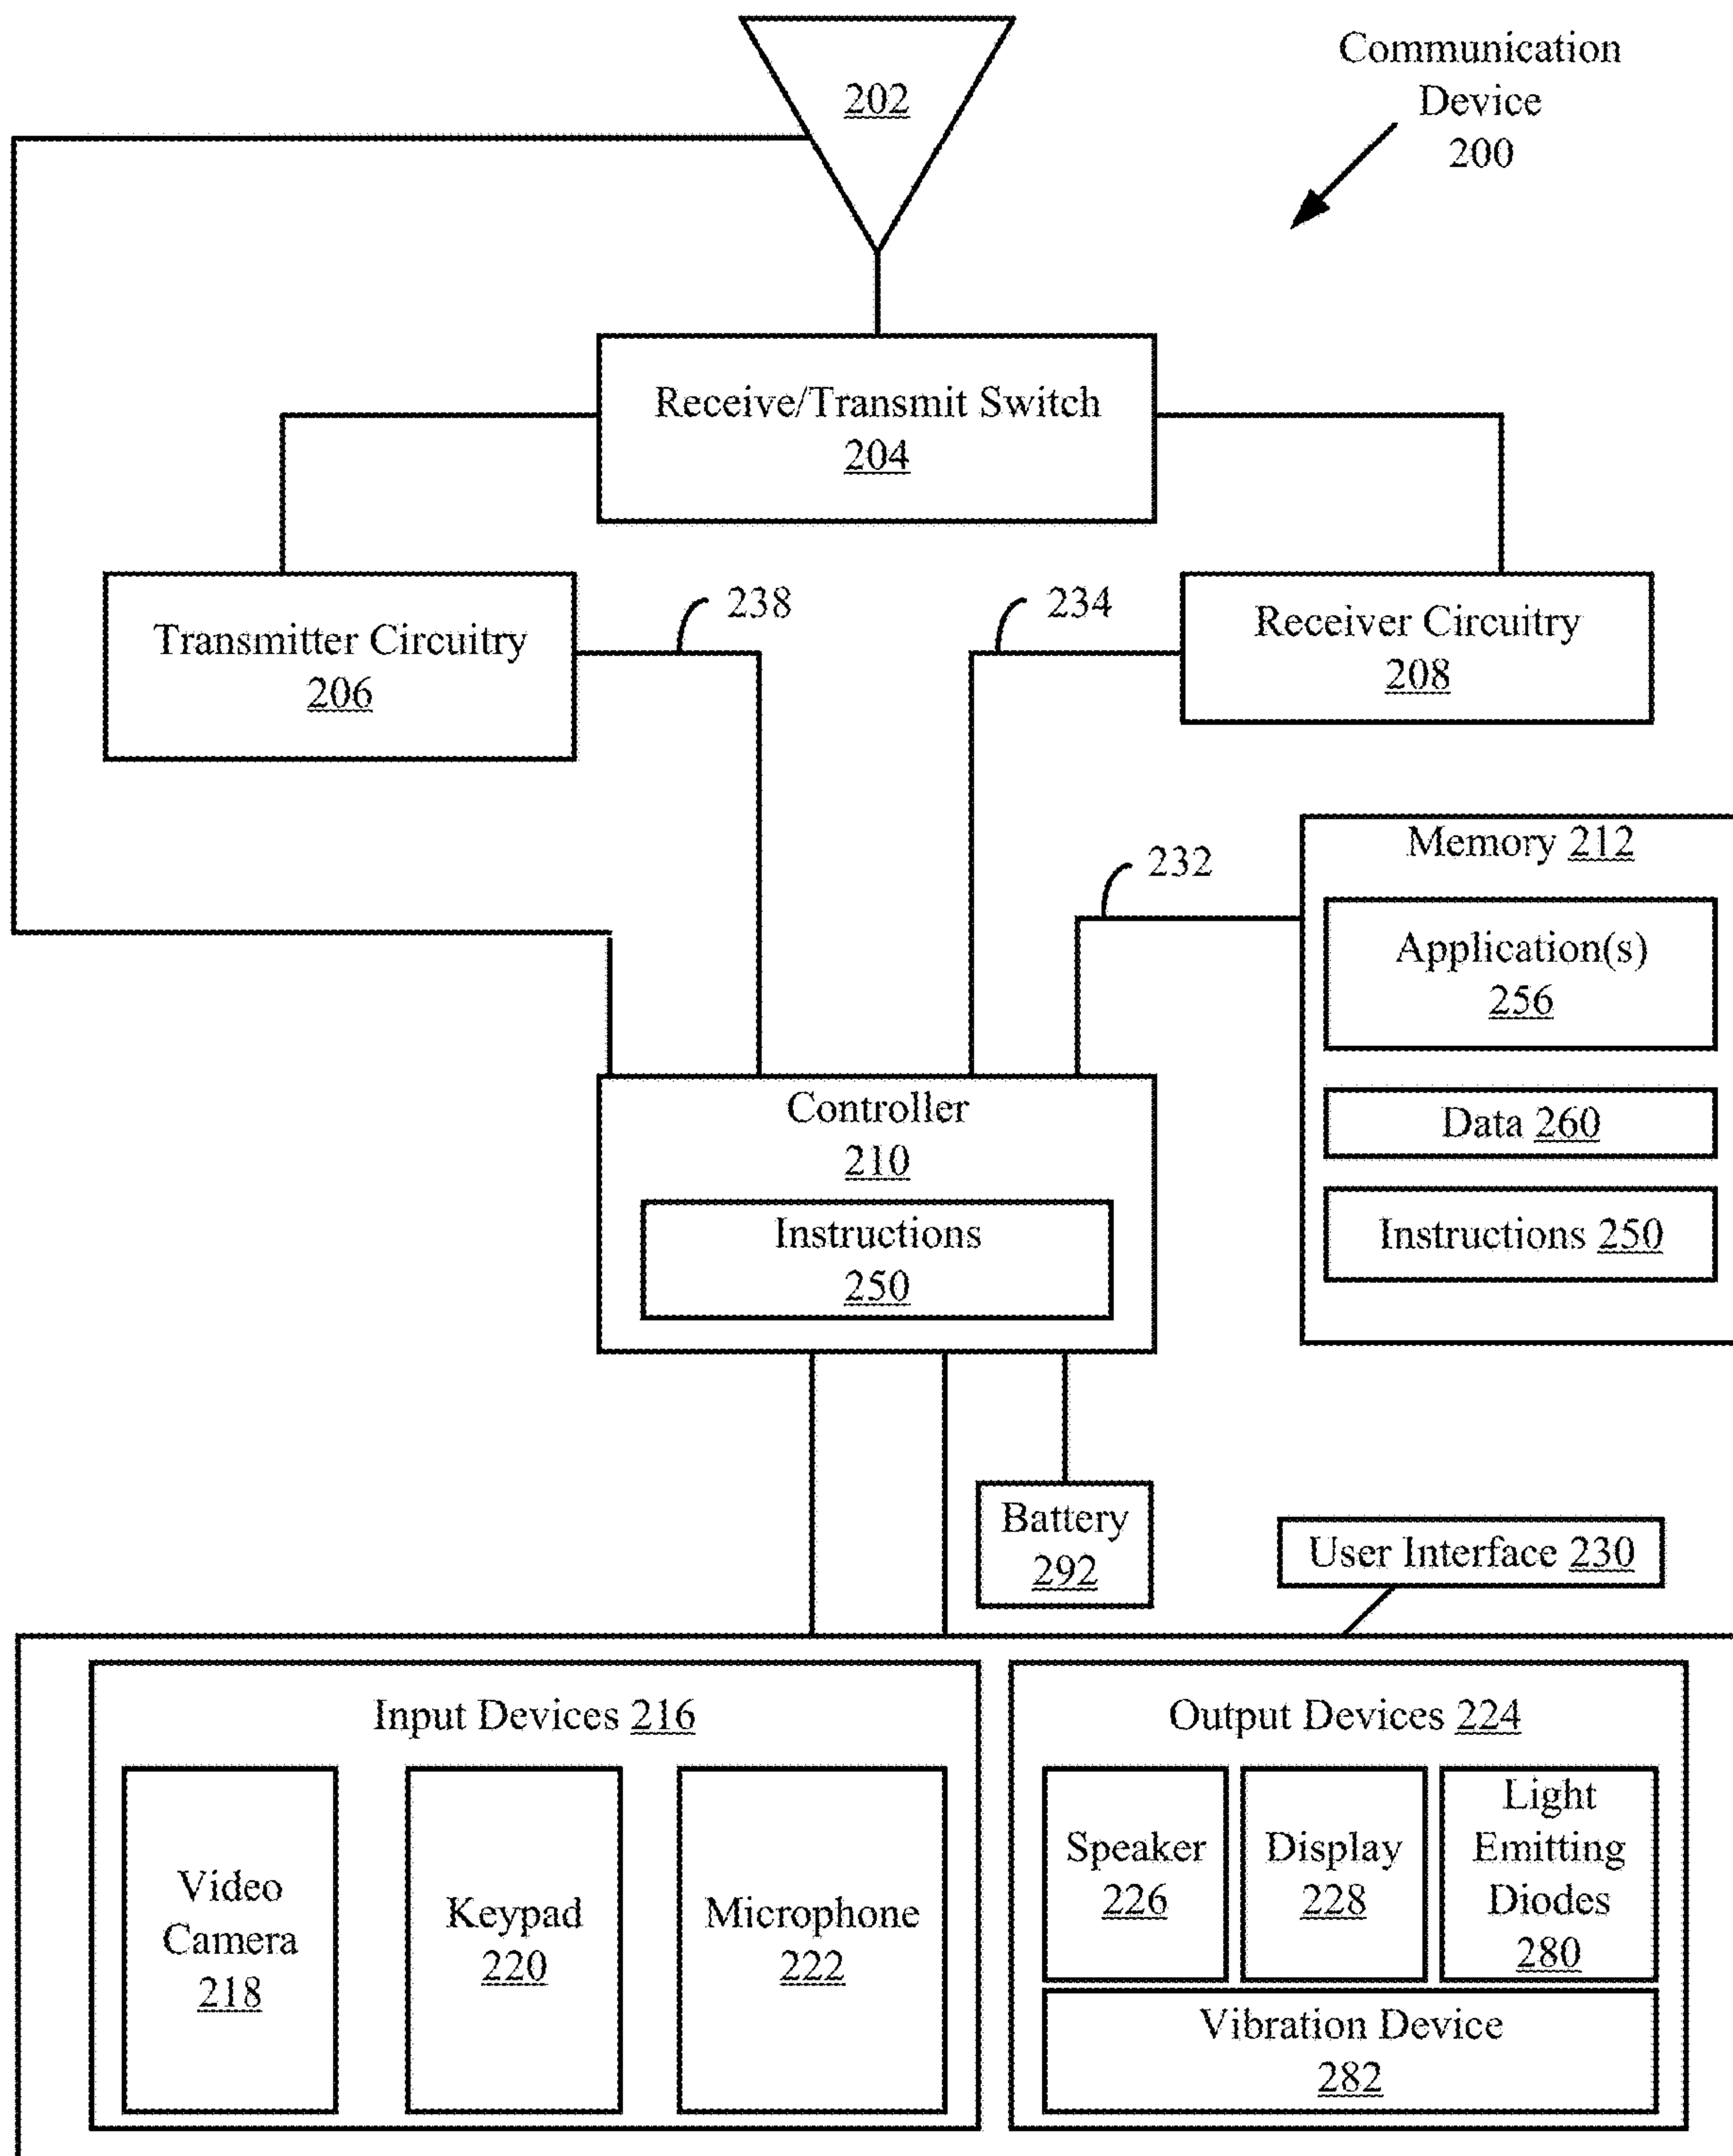 202
Communication
Device
200
Receive/Transmit Switch
204
238
234
Transmitter Circuitry
206
Receiver Circuitry
208
Memory 212
232
Application(s)
256
Data 260
Instructions 250
Controller
210
Instructions
250
Battery
292
User Interface 230
Input Devices 216
Video
Camera
218
Keypad
220
Microphone
222
Output Devices 224
Speaker
226
Display
228
Light
Emitting
Diodes
280
Vibration Device
282